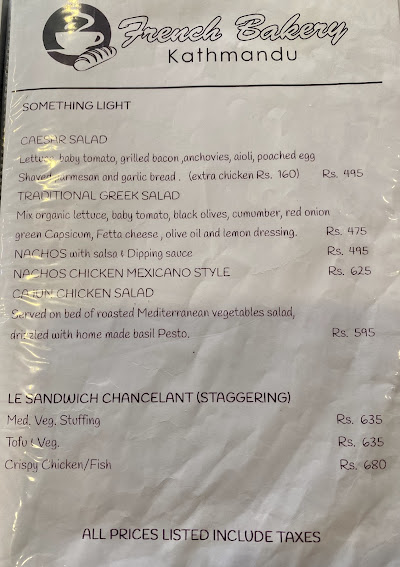 French Bakery
Kathmandu
SOMETHING LIGHT
CAESAR SALAD
Lettuce, baby tomato, grilled bacon ,anchovies, aioli, poached egg
Shaved parmesan and garlic bread . (extra chicken Rs. 160) Rs. 495
TRADITIONAL GREEK SALAD
Mix organic lettuce, baby tomato, black olives, cumumber, red onion
green Capsicum, Fetta cheese , olive oil and lemon dressing. Rs. 475
NACHOS with salsa & Dipping sauce Rs. 495
NACHOS CHICKEN MEXICANO STYLE Rs. 625
CAJUN CHICKEN SALAD
Served on bed of roasted Mediterranean vegetables salad,
drizzled with home made basil Pesto. Rs. 595
LE SANDWICH CHANCELANT (STAGGERING)
Med. Veg. Stuffing Rs. 635
Tofu & Veg. Rs. 635
Crispy Chicken/Fish Rs. 680
ALL PRICES LISTED INCLUDE TAXES